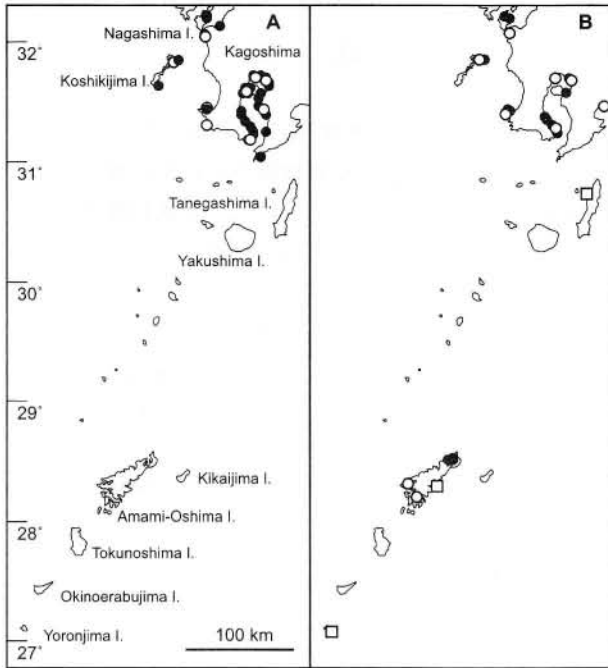 A
B
32°
Nagashima I.
Kagoshima
Koshikijima I.
31°
Tanegashima I.
Yakushima I.
30°
29°
Kikaijima I.
28°
Amami-Oshima I.
Tokunoshima I.
Okinoerabujima I.
Yoronjima I.
100 km
27°